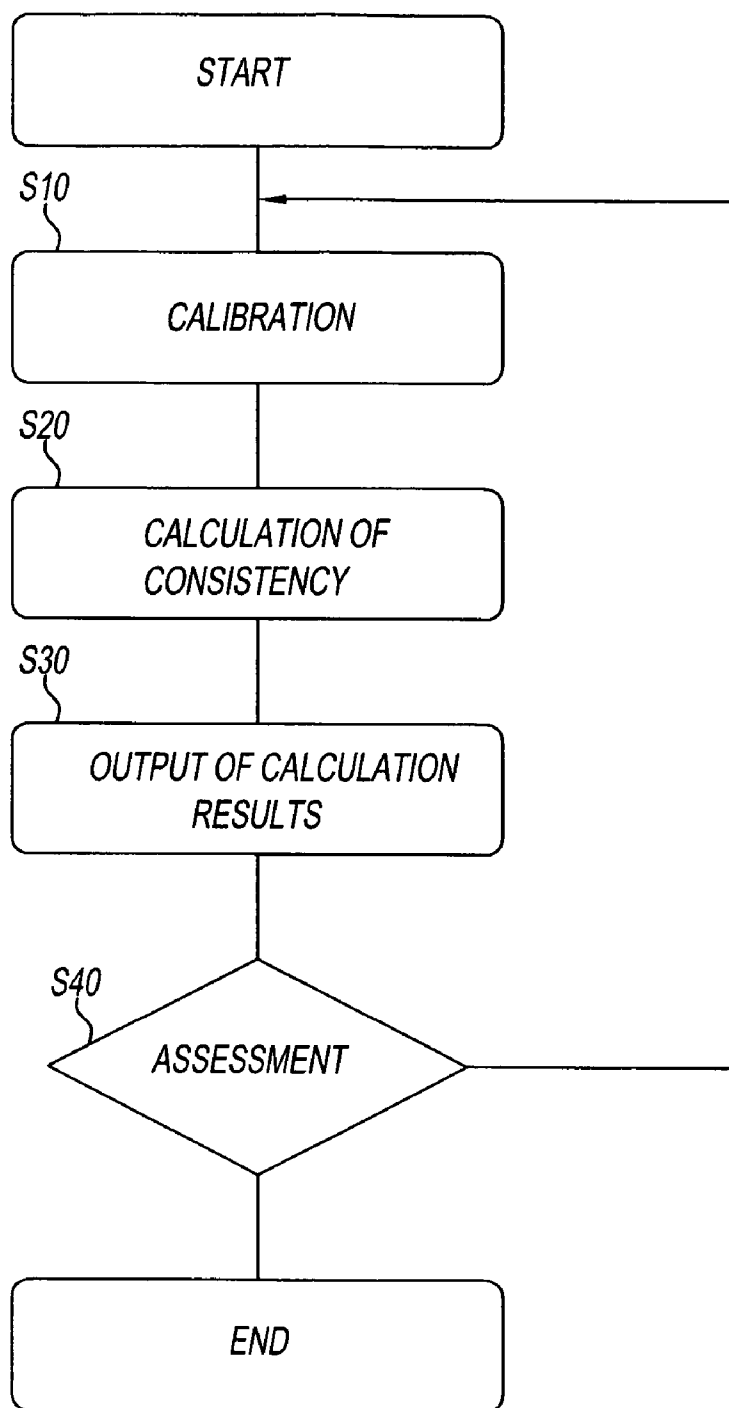 START
S10
CALIBRATION
S20
CALCULATION OF
CONSISTENCY
S30
OUTPUT OF CALCULATION
RESULTS
S40
ASSESSMENT
END